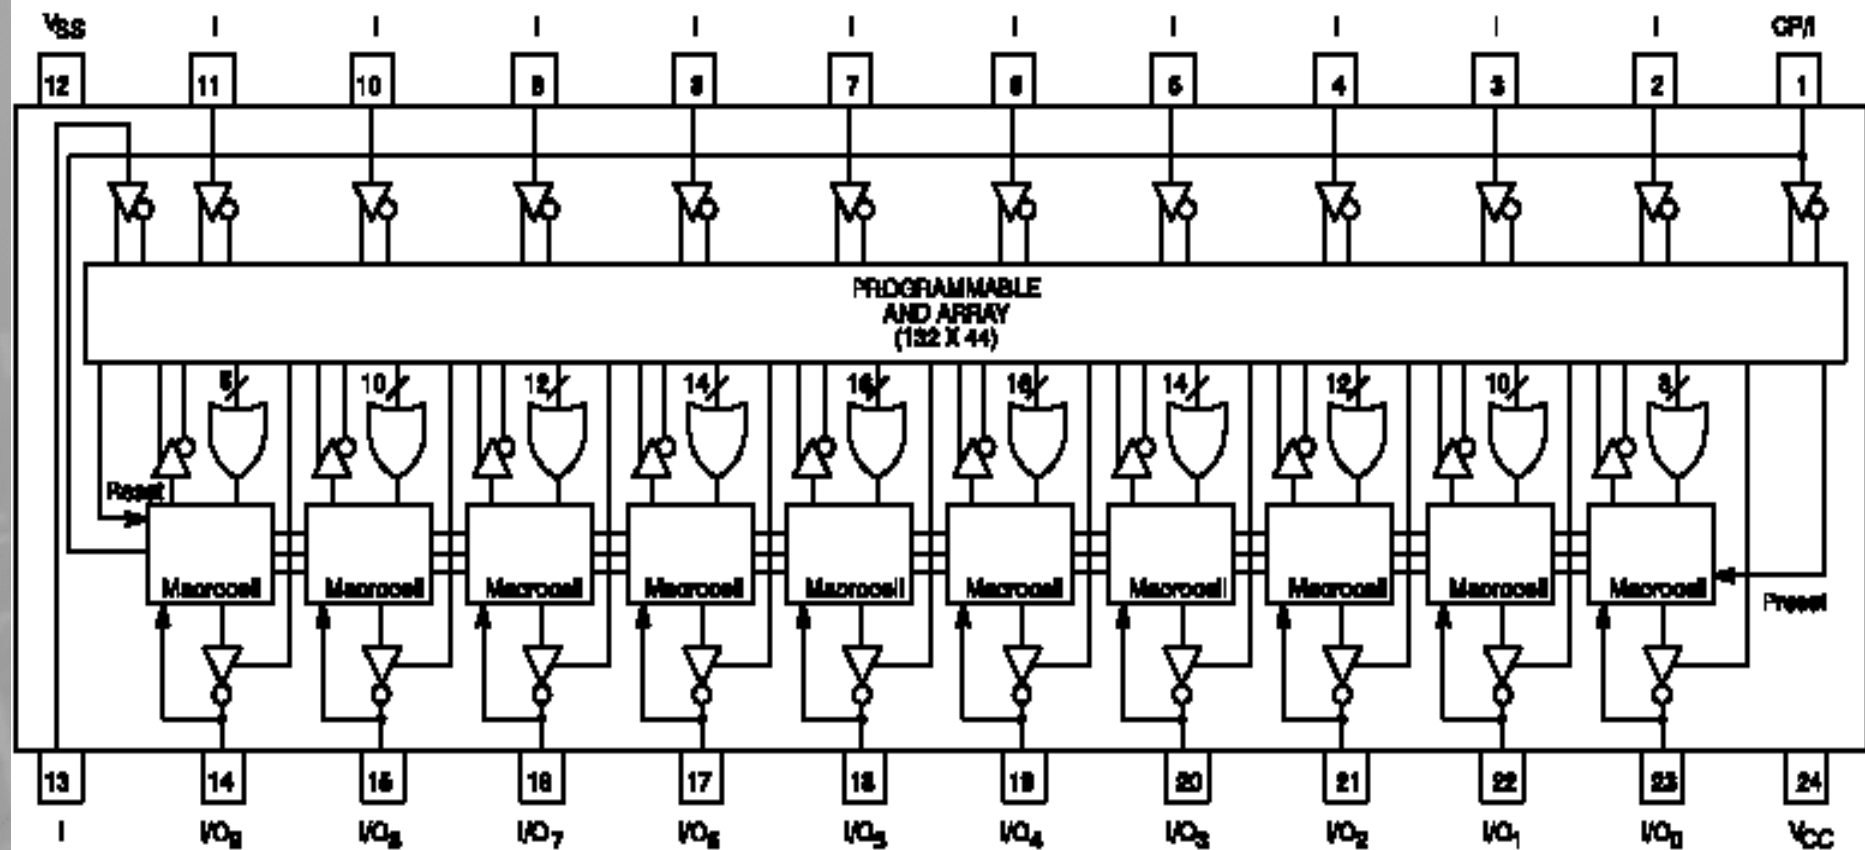 VSS I I I I I I I I I I CP/I
12 11 10 9 8 7 6 5 4 3 2 1
PROGRAMMABLE
AND ARRAY
(132 X 44)
8 10 12 14 16 16 14 12 10 8
Reset
Macrocell Macrocell Macrocell Macrocell Macrocell Macrocell Macrocell Macrocell Macrocell Macrocell
Preset
13 14 15 16 17 18 19 20 21 22 23 24
I I/O9 I/O8 I/O7 I/O6 I/O5 I/O4 I/O3 I/O2 I/O1 I/O0 VCC